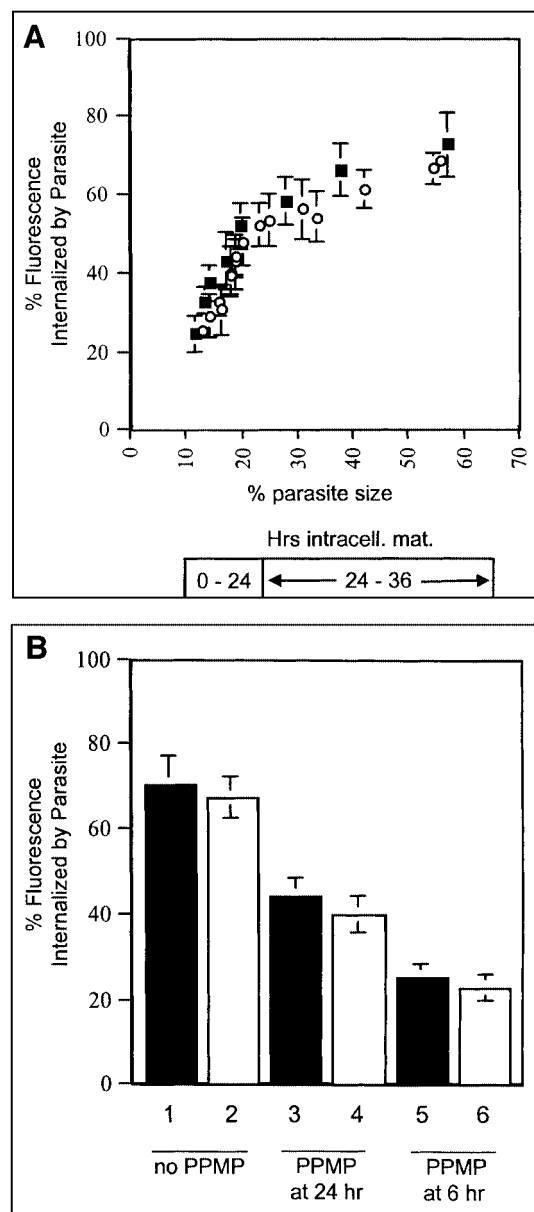 A
100
80
60
40
20
0
% Fluorescence
Internalized by Parasite
0 10 20 30 40 50 60 70
% parasite size
Hrs intracell. mat.
0 - 24 24 - 36
B
100
80
60
40
20
0
% Fluorescence
Internalized by Parasite
1 2 3 4 5 6
no PPMP PPMP PPMP
at 24 hr at 6 hr